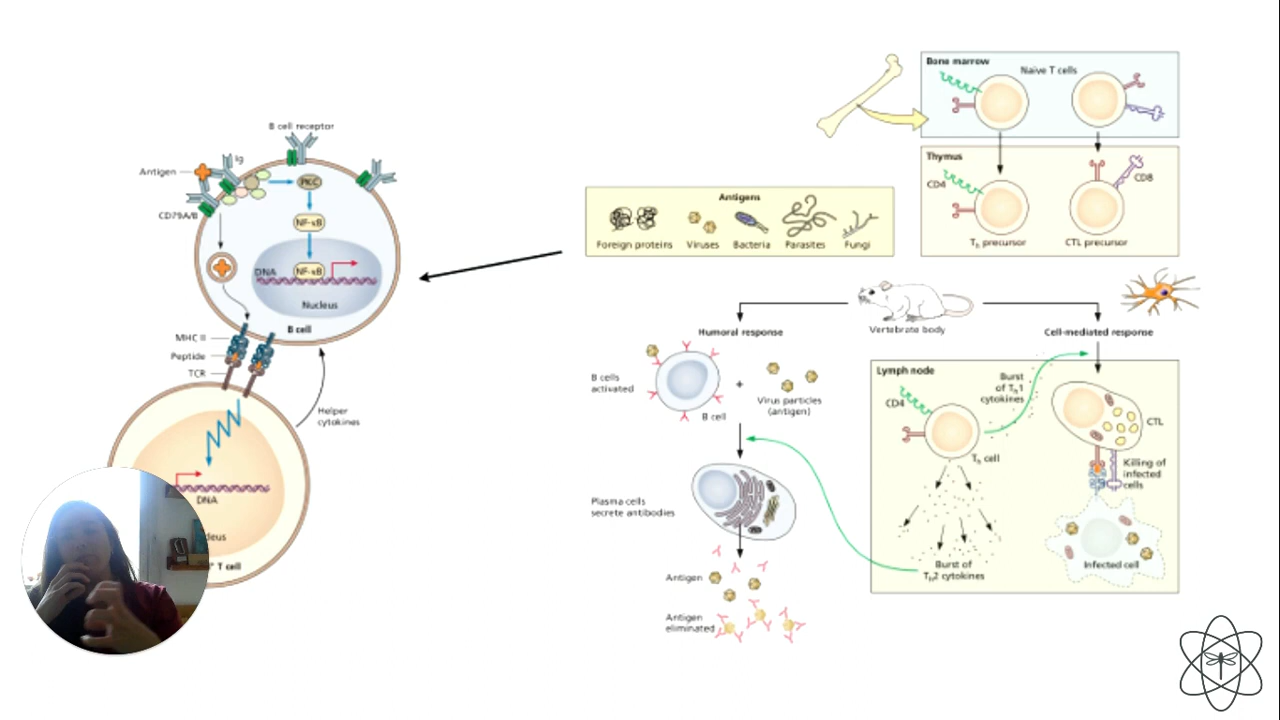 B cell receptor
Ig
Antigen
PKC
CD79A/B
NF-κB
DNA
NF-κB
Nucleus
B cell
MHC II
Peptide
TCR
Helper
cytokines
DNA
T cell
Bone marrow
Naive T cells
Thymus
CD4
CD8
Th precursor
CTL precursor
Antigens
Foreign proteins
Viruses
Bacteria
Parasites
Fungi
Vertebrate body
Humoral response
Cell-mediated response
B cells
activated
+
Virus particles
(antigen)
B cell
Plasma cells
secrete antibodies
Antigen
Antigen
eliminated
Lymph node
CD4
Burst
of Th1
cytokines
Th cell
CTL
Killing of
infected
cells
Burst of
Th2 cytokines
Infected cell